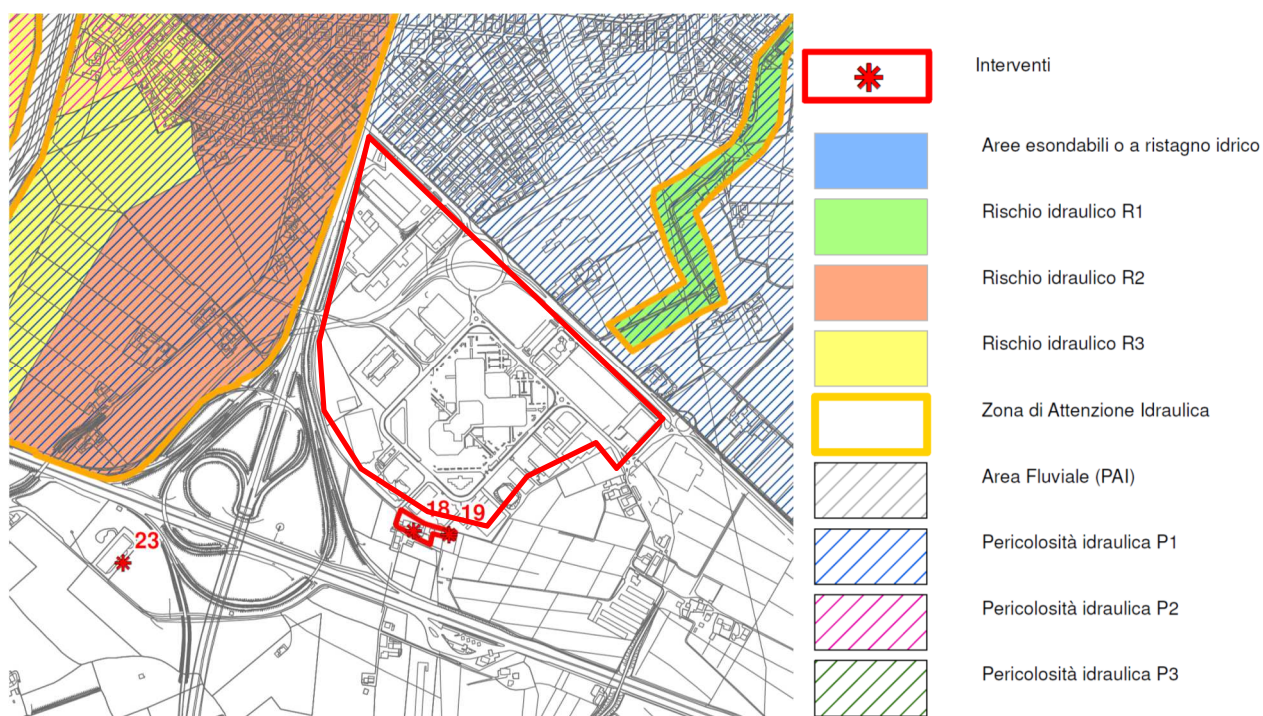 Interventi
Aree esondabili o a ristagno idrico
Rischio idraulico R1
Rischio idraulico R2
Rischio idraulico R3
Zona di Attenzione Idraulica
Area Fluviale (PAI)
Pericolosità idraulica P1
Pericolosità idraulica P2
Pericolosità idraulica P3
18 19
23